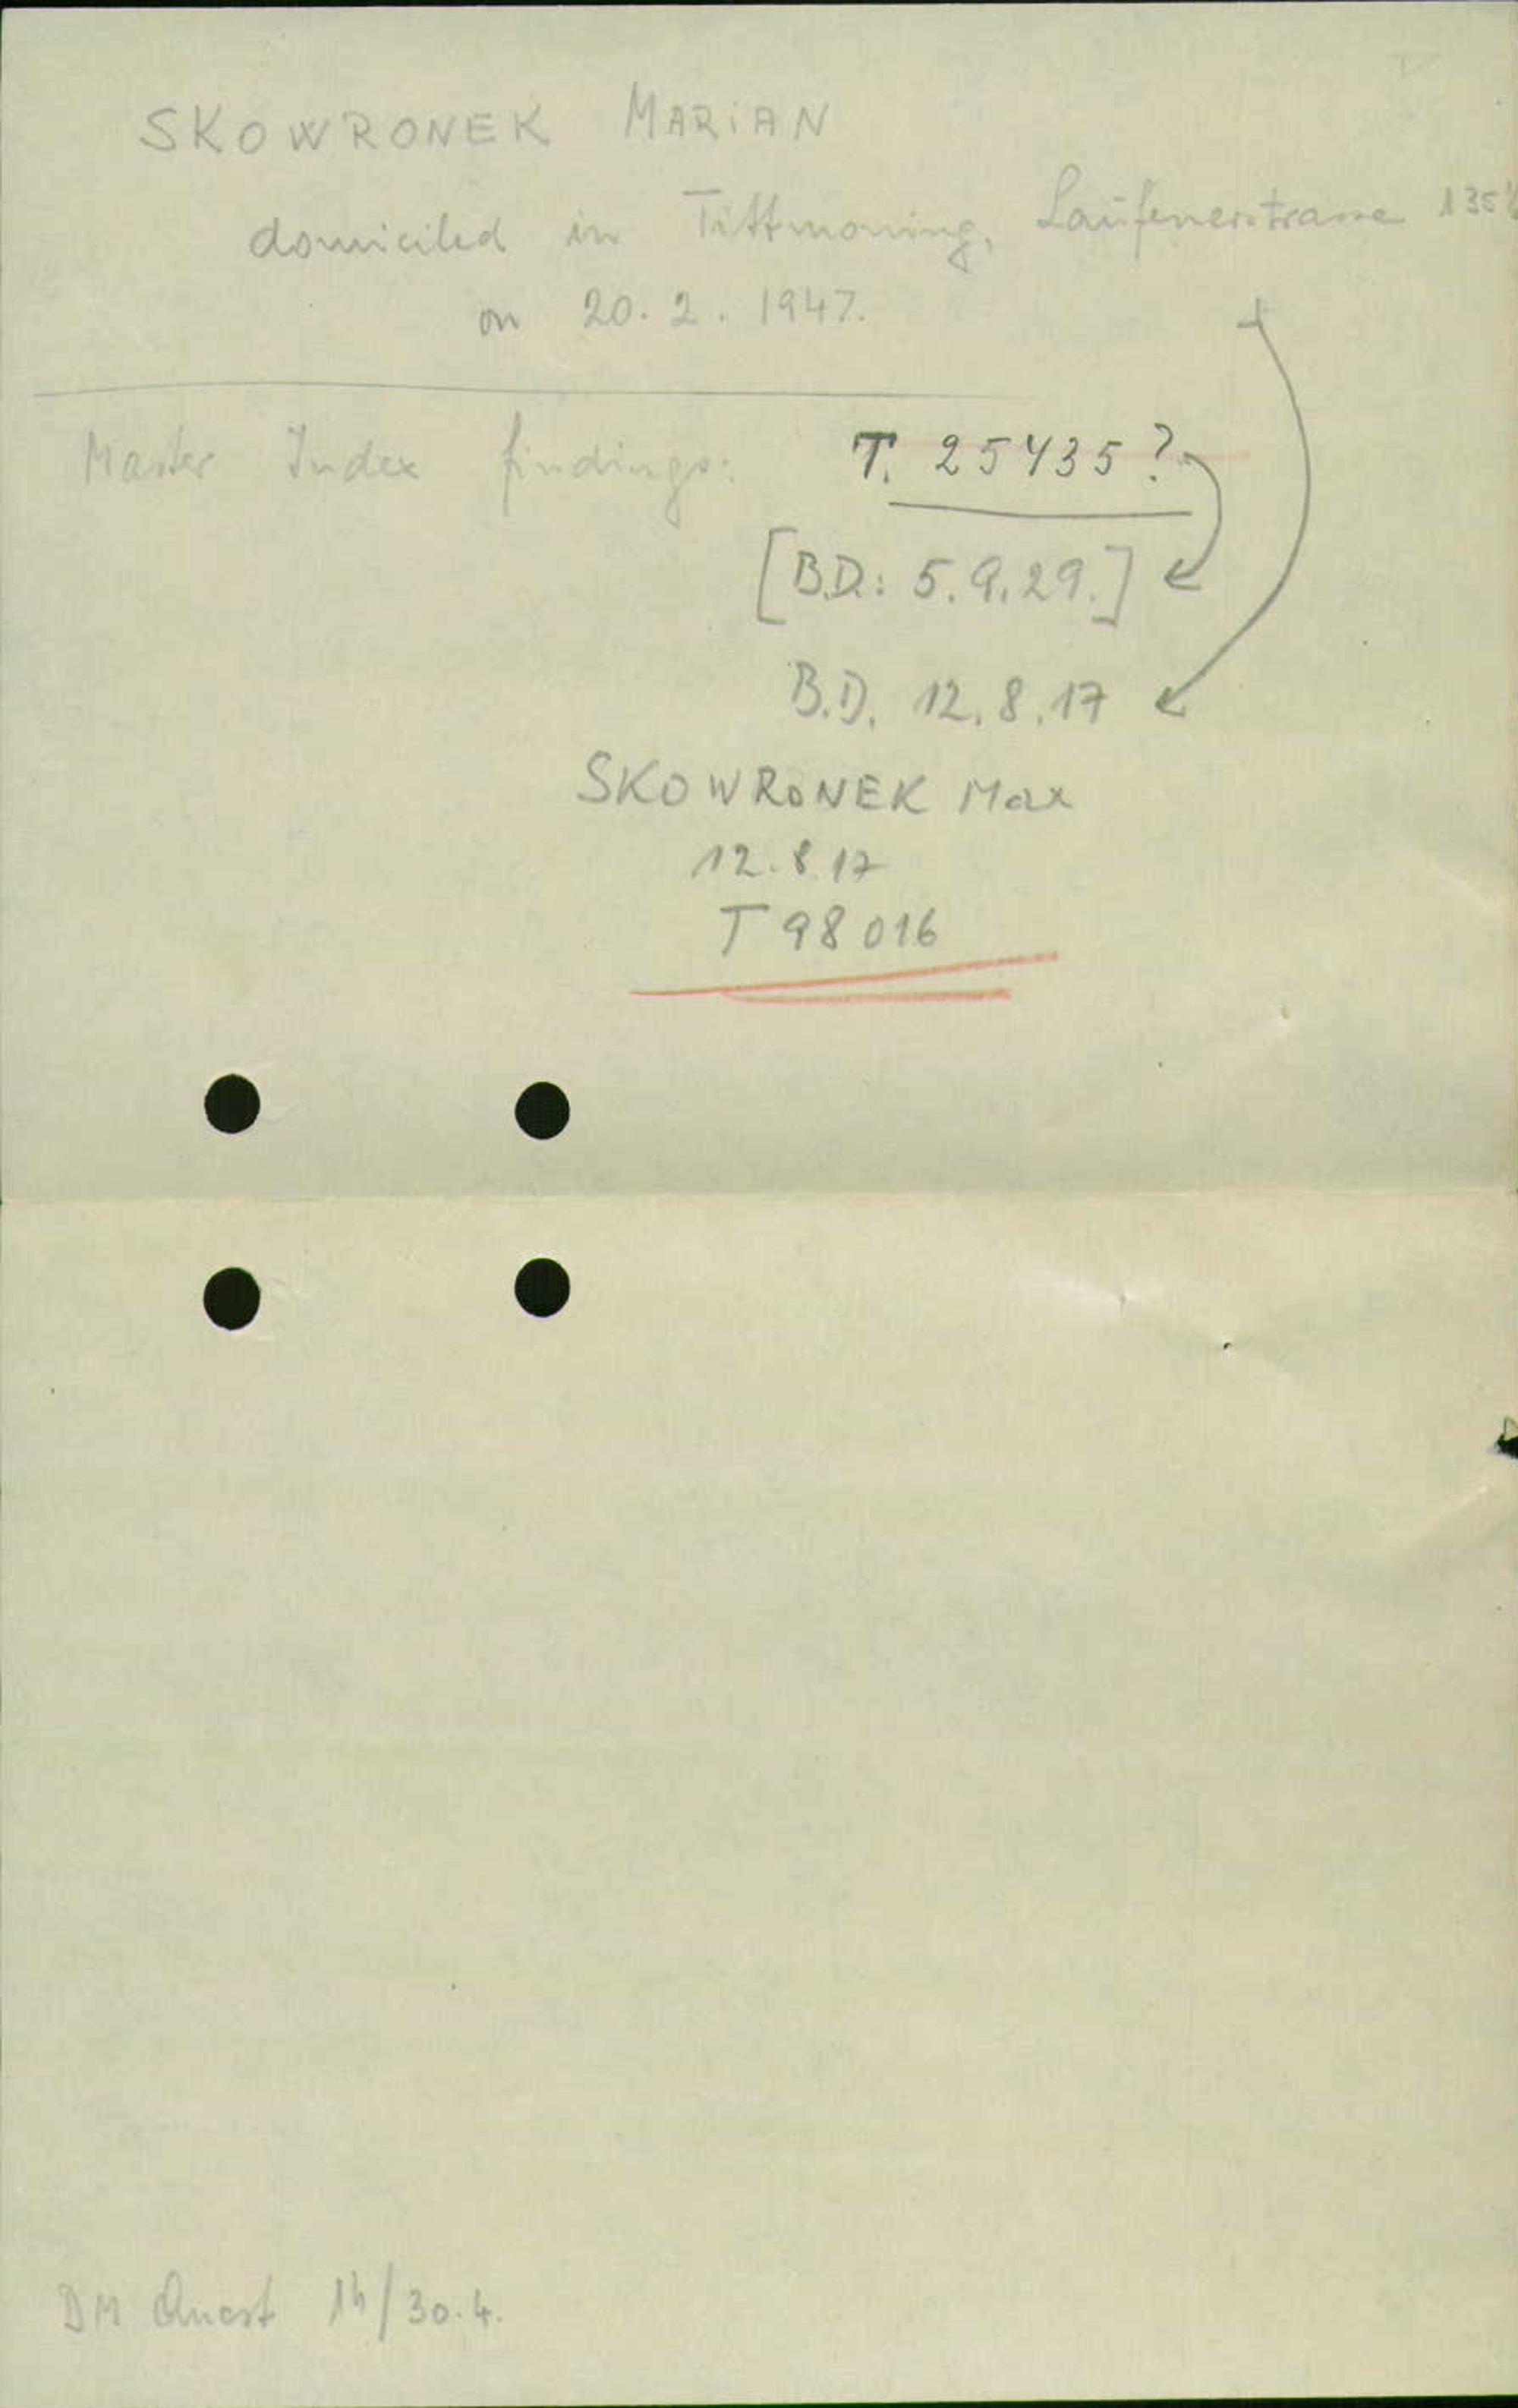 SKOWRONEK MARiAN
domiciled in Tittmoning, Laufenerstrasse 135
on 20.2.1947.
Master Index findings: T. 25435?
[B.D.: 5.9.29.]
B.D. 12.8.17
SKOWRONEK Max
12.8.17
T 98016
DM Quest /30.4.